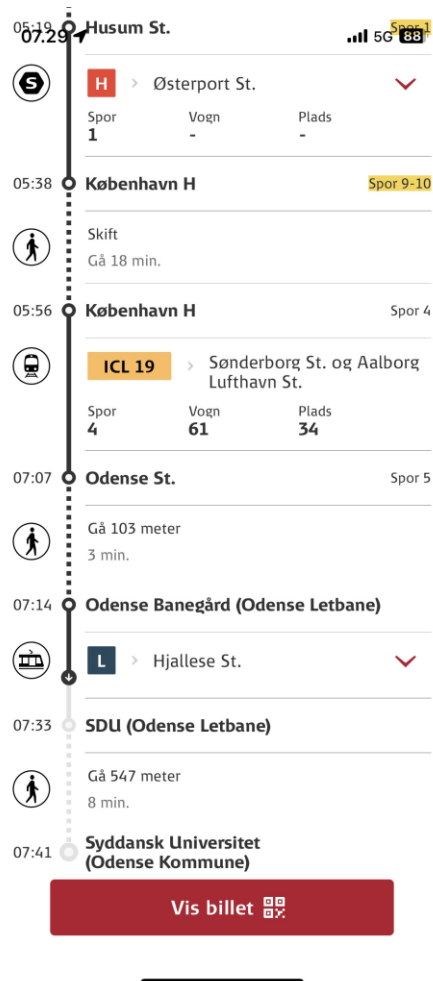 05:19 Husum St. Spor 1
07.29 5G 88
S
H > Østerport St.
Spor Vogn Plads
1 - -
05:38 København H Spor 9-10
Skift
Gå 18 min.
05:56 København H Spor 4
ICL 19 > Sønderborg St. og Aalborg
Lufthavn St.
Spor Vogn Plads
4 61 34
07:07 Odense St. Spor 5
Gå 103 meter
3 min.
07:14 Odense Banegård (Odense Letbane)
L > Hjallese St.
07:33 SDU (Odense Letbane)
Gå 547 meter
8 min.
Syddansk Universitet
07:41 (Odense Kommune)
Vis billet